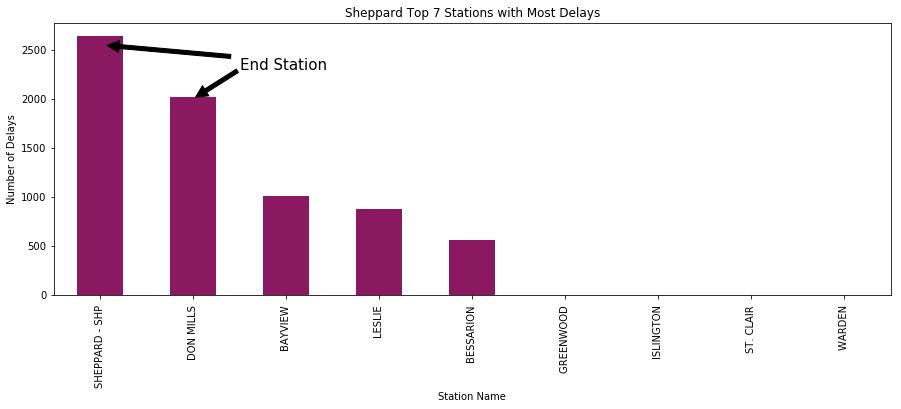 Sheppard Top 7 Stations with Most Delays
End Station
Number of Delays
2500
2000
1500
1000
500
0
SHEPPARD - SHP
DON MILLS
BAYVIEW
LESLIE
BESSARION
GREENWOOD
ISLINGTON
ST. CLAIR
WARDEN
Station Name